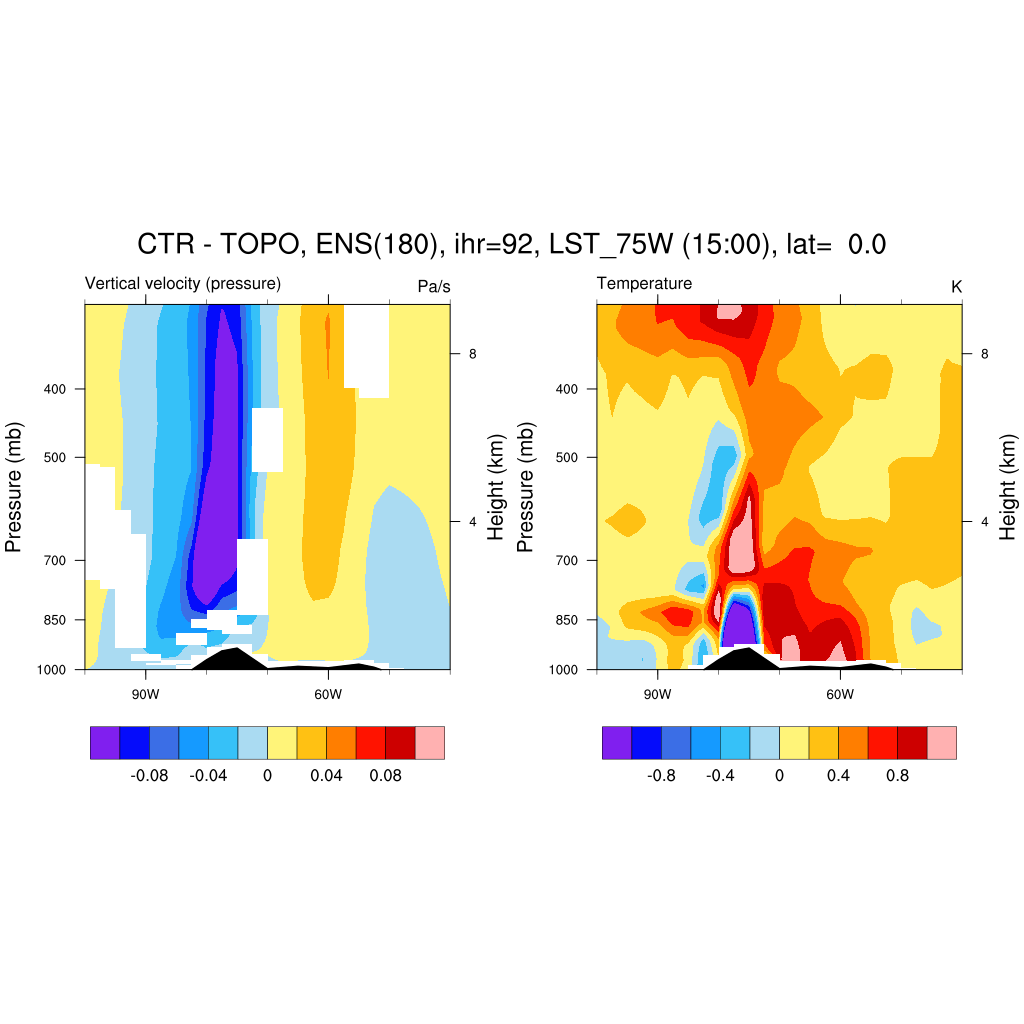 CTR - TOPO, ENS(180), ihr=92, LST_75W (15:00), lat=  0.0
Vertical velocity (pressure)
Pa/s
Pressure (mb)
400
500
700
850
1000
8
4
Height (km)
90W
60W
-0.08
-0.04
0
0.04
0.08
Temperature
K
Pressure (mb)
400
500
700
850
1000
8
4
Height (km)
90W
60W
-0.8
-0.4
0
0.4
0.8